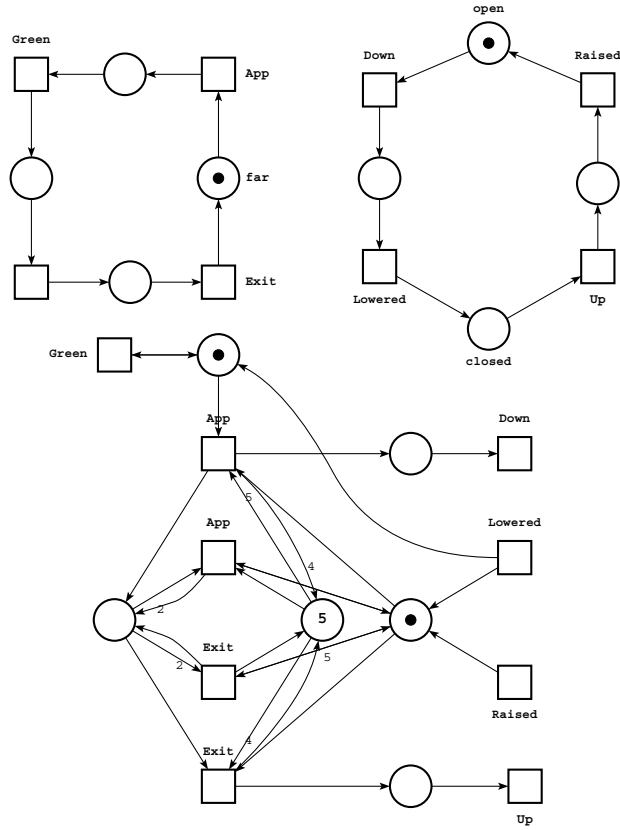 open
Green
Down
Raised
App
far
Exit
Lowered
Up
closed
Green
App
Down
5
App
Lowered
4
2
5
Exit
2
5
Raised
Exit
4
Up